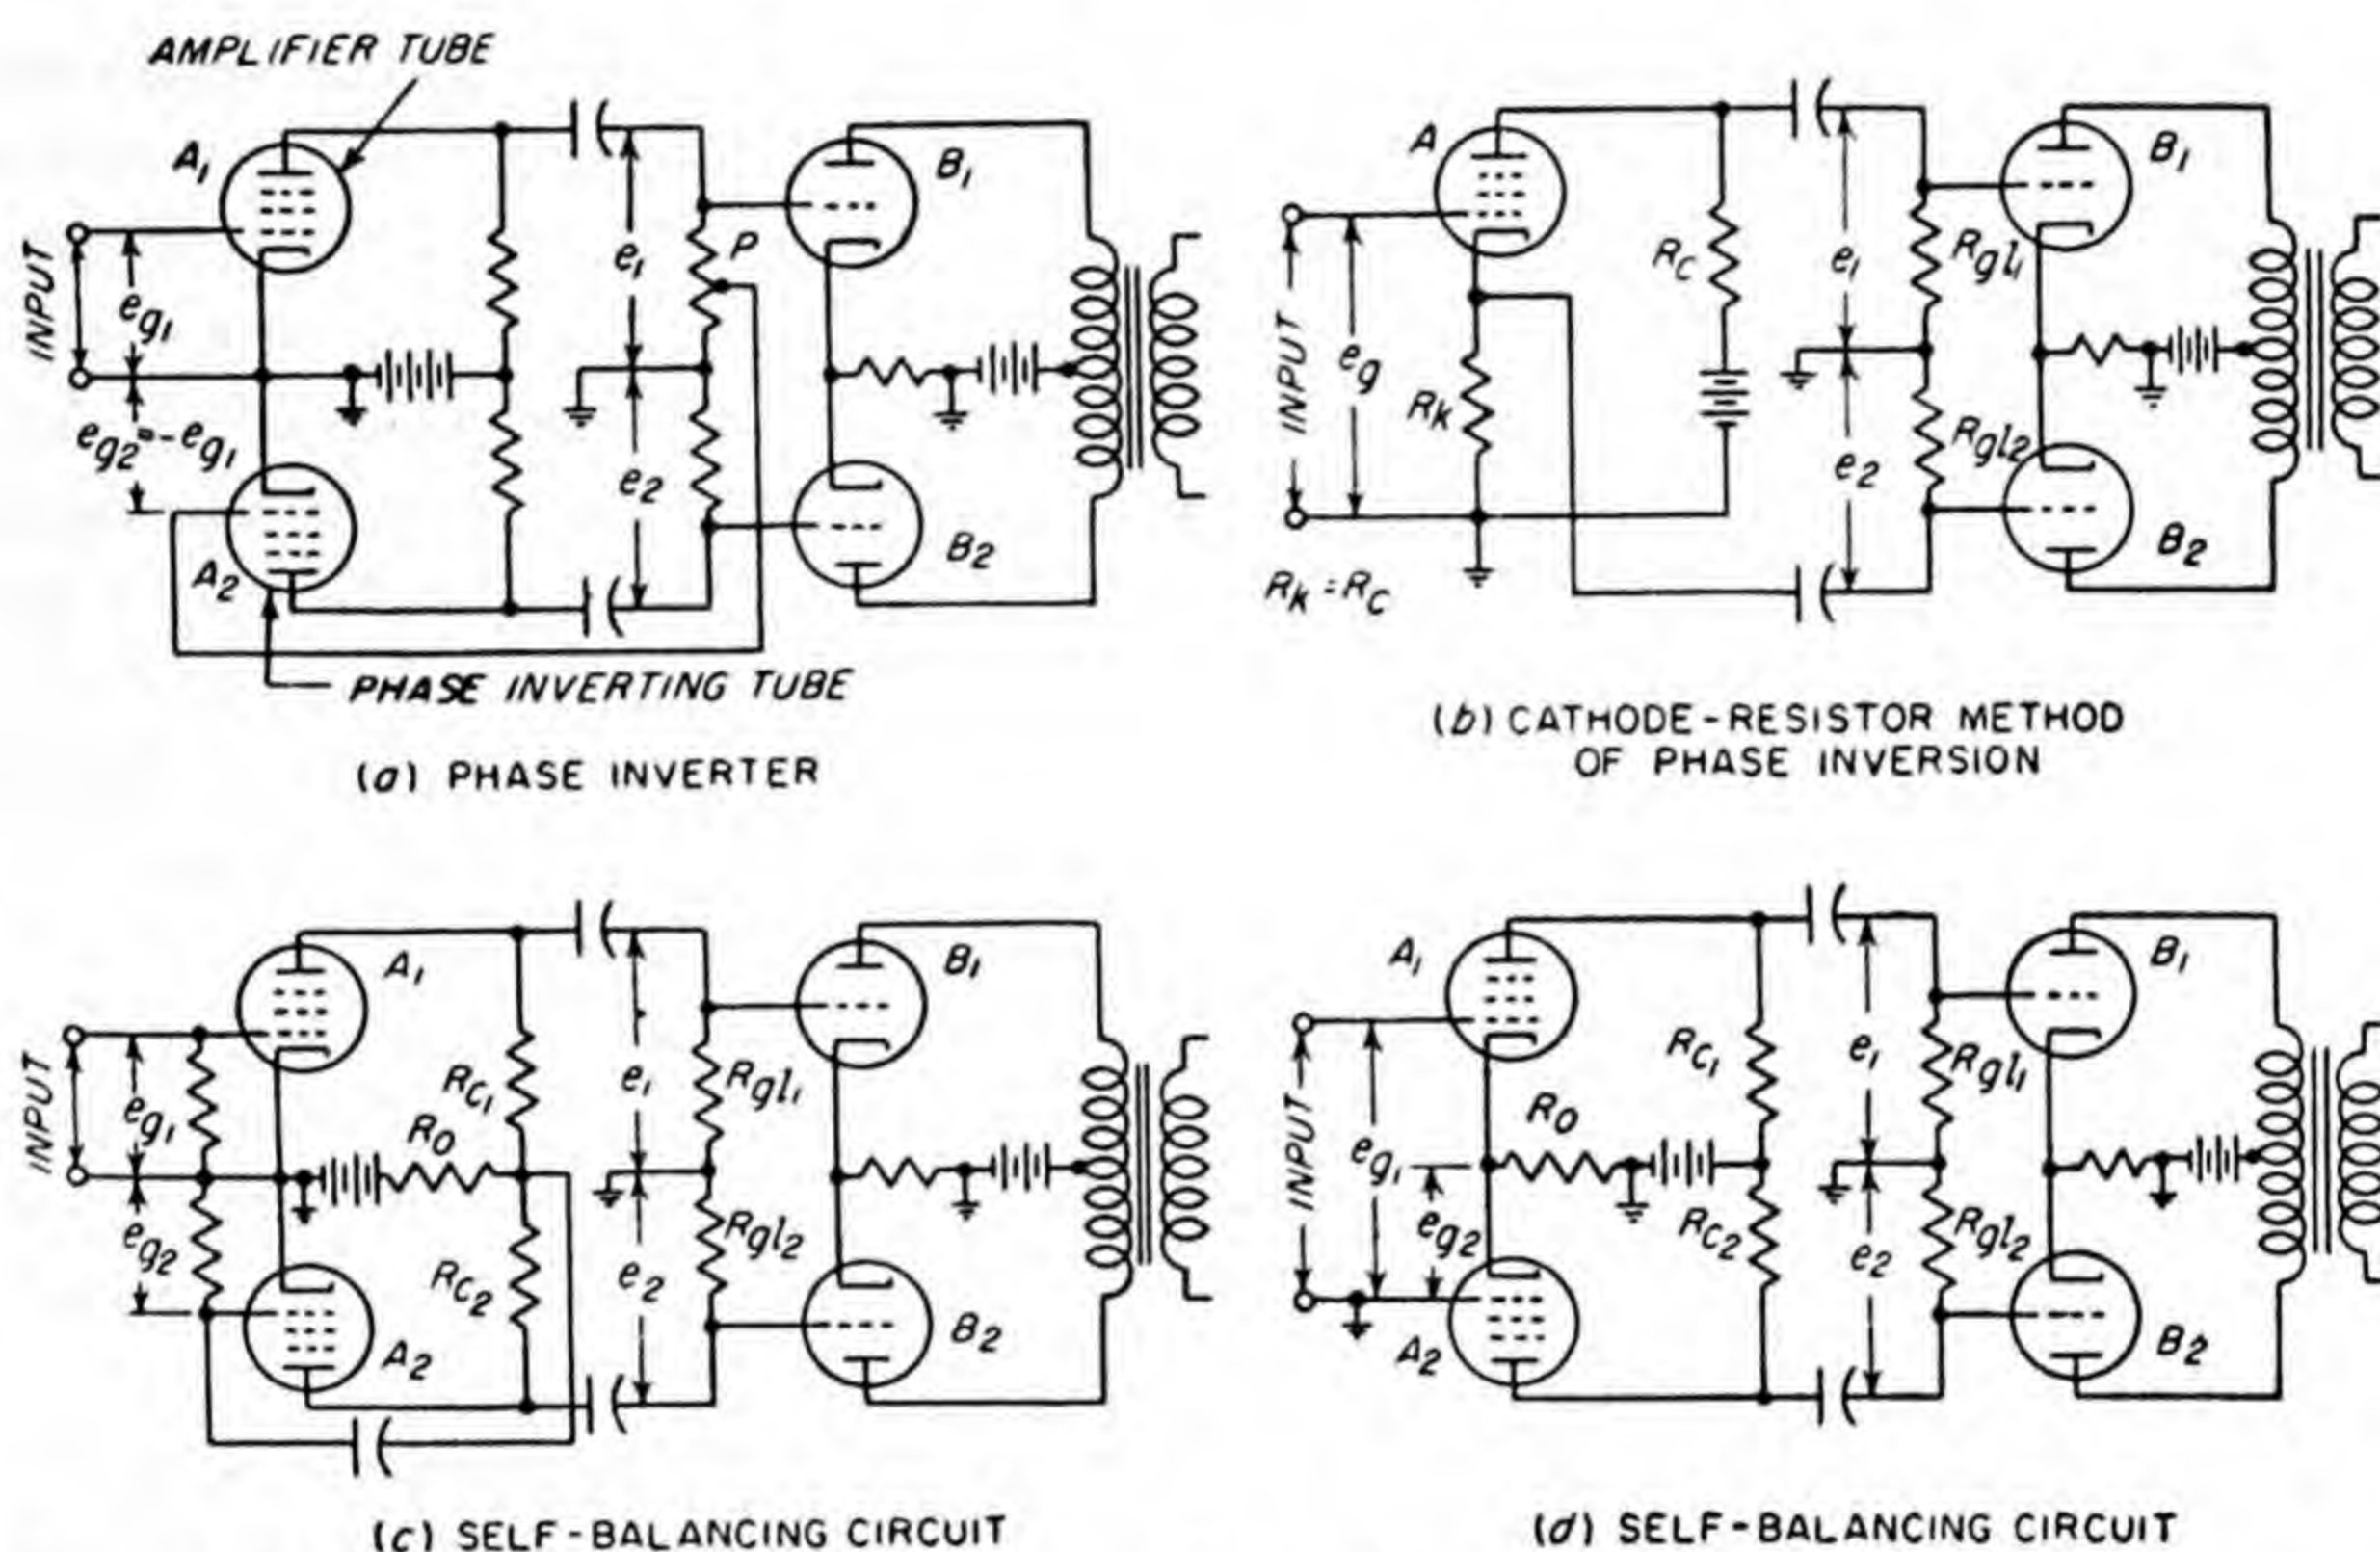 AMPLIFIER TUBE
A1
INPUT
eg1
eg2=-eg1
A2
e1
e2
P
B1
B2
PHASE INVERTING TUBE
(a) PHASE INVERTER
A
INPUT
eg
Rk
Rk=Rc
Rc
e1
e2
Rgl1
Rgl2
B1
B2
(b) CATHODE-RESISTOR METHOD
OF PHASE INVERSION
A1
INPUT
eg1
eg2
A2
Ro
Rc1
Rc2
e1
e2
Rgl1
Rgl2
B1
B2
(c) SELF-BALANCING CIRCUIT
A1
INPUT
eg1
eg2
A2
Ro
Rc1
Rc2
e1
e2
Rgl1
Rgl2
B1
B2
(d) SELF-BALANCING CIRCUIT